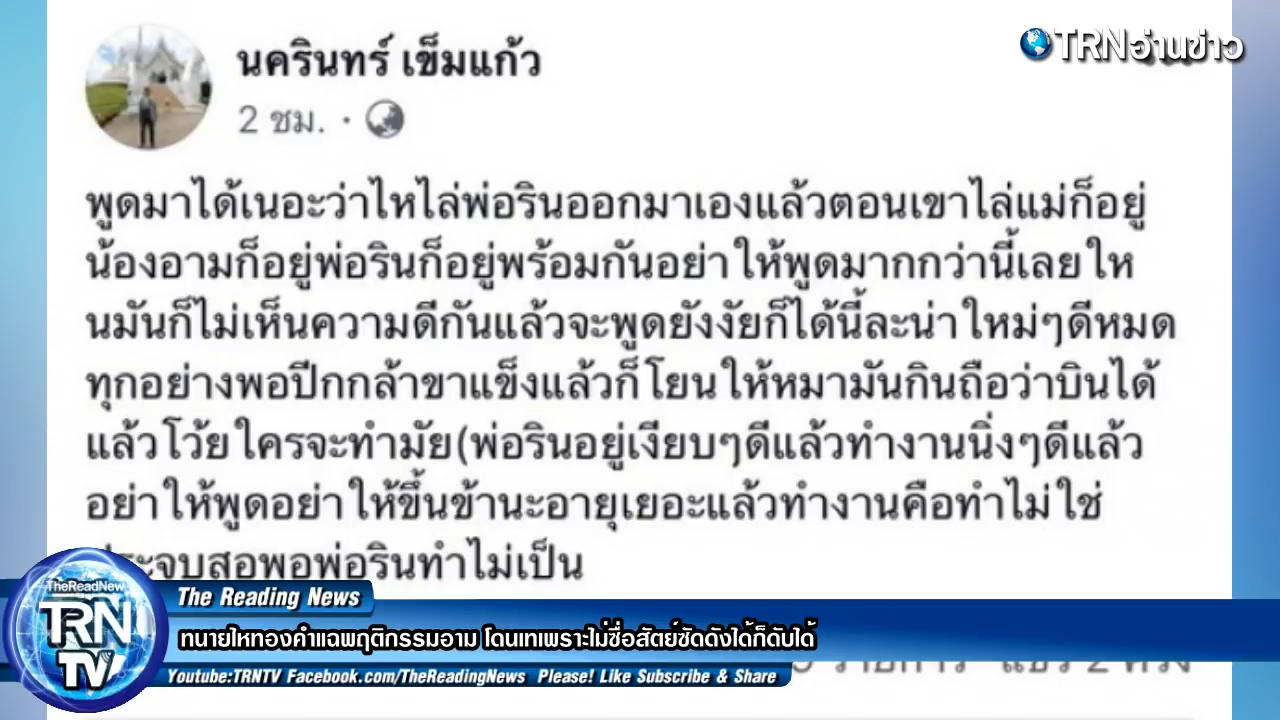 TRNอ่านข่าว
นครินทร์ เข็มแก้ว
2 ชม. ·
พูดมาได้เนอะว่าไหไล่พ่อรินออกมาเองแล้วตอนเขาไล่แม่ก็อยู่
น้องอามก็อยู่พ่อรินก็อยู่พร้อมกันอย่าให้พูดมากกว่านี้เลยให
นมันก็ไม่เห็นความดีกันแล้วจะพูดยังงัยก็ได้นี้ละน่าใหม่ๆดีหมด
ทุกอย่างพอปีกกล้าขาแข็งแล้วก็โยนให้หมามันกินถือว่าบินได้
แล้วโว้ยใครจะทำมัย(พ่อรินอยู่เงียบๆดีแล้วทำงานนิ่งๆดีแล้ว
อย่าให้พูดอย่าให้ขึ้นข้านะอายุเยอะแล้วทำงานคือทำไม่ใช่
ประจบสอพอพ่อรินทำไม่เป็น
TheReadNew
TRN
TV
The Reading News
ทนายไหทองคำแฉพฤติกรรมอาม โดนเทเพราะไม่ซื่อสัตย์ซัดดังได้ก็ดับได้
Youtube:TRNTV Facebook.com/TheReadingNews Please! Like Subscribe & Share